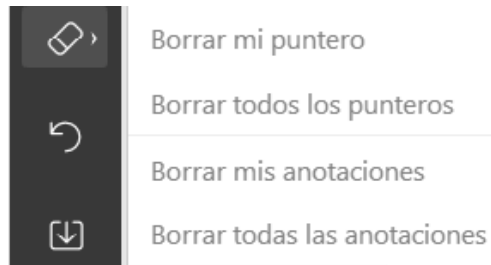 Borrar mi puntero
Borrar todos los punteros
Borrar mis anotaciones
Borrar todas las anotaciones